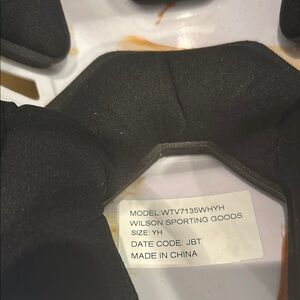 MODEL:WTV7135WHYH
WILSON SPORTING GOODS
SIZE: YH
DATE CODE: JBT
MADE IN CHINA